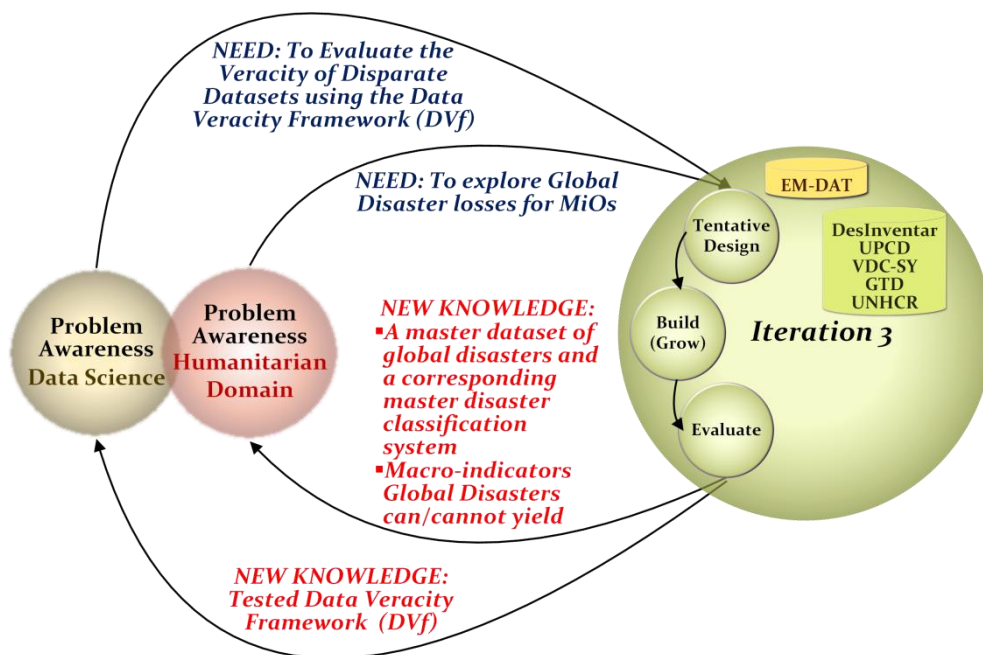 NEED: To Evaluate the
Veracity of Disparate
Datasets using the Data
Veracity Framework (DVf)
NEED: To explore Global
Disaster losses for MiOs
EM-DAT
DesInventar
UPCD
VDC-SY
GTD
UNHCR
Tentative
Design
Build
(Grow)
Evaluate
Iteration 3
Problem
Awareness
Data Science
Problem
Awareness
Humanitarian
Domain
NEW KNOWLEDGE:
▪A master dataset of
global disasters and
a corresponding
master disaster
classification
system
▪Macro-indicators
Global Disasters
can/cannot yield
NEW KNOWLEDGE:
Tested Data Veracity
Framework (DVf)